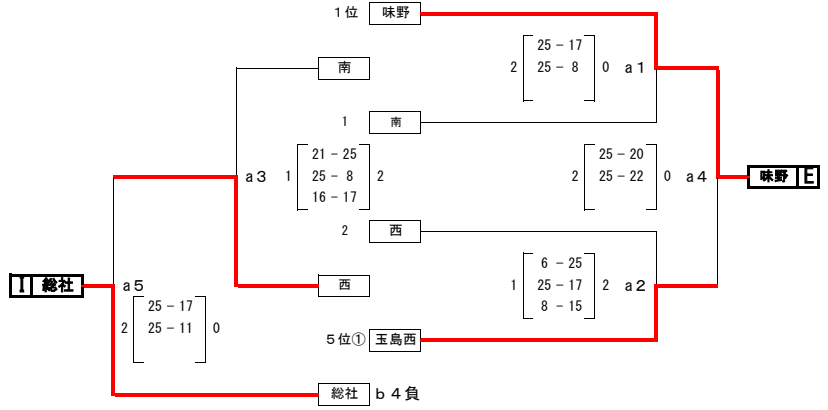 １位 味野
25－17
南 2 25－ 8 0 a１
1 南
21－25 25－20
a３ 1 25－ 8 2 2 25－22 0 a４ 味野 E
16－17
2 西
6 －25
I 総社 a５ 西 1 25－17 2 a２
25－17 8 －15
2 25－11 0
５位① 玉島西
総社 ｂ４負